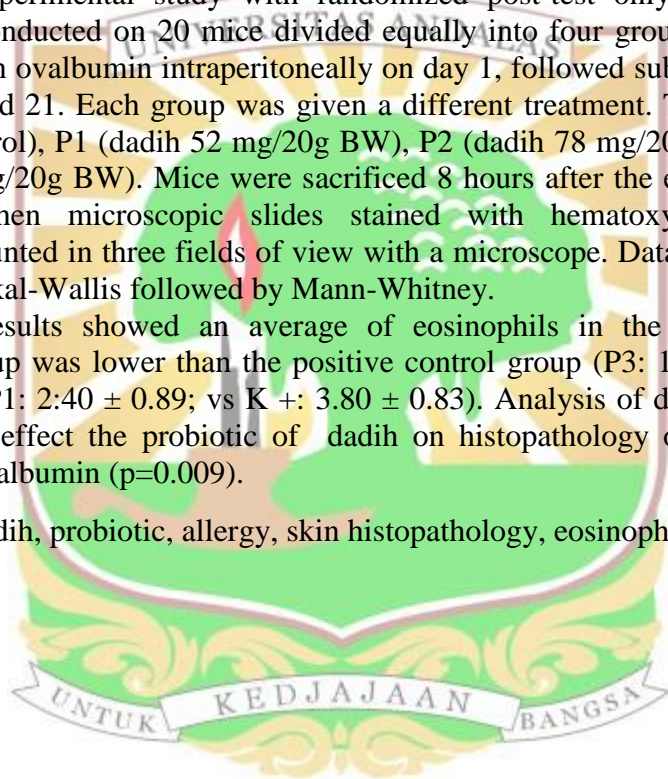 perimental study with randomized post-test only
UNIVERSITAS ANDALAS
onducted on 20 mice divided equally into four grou
n ovalbumin intraperitoneally on day 1, followed sub
d 21. Each group was given a different treatment. T
rol), P1 (dadih 52 mg/20g BW), P2 (dadih 78 mg/20
g/20g BW). Mice were sacrificed 8 hours after the e
hen microscopic slides stained with hematoxy
unted in three fields of view with a microscope. Data
kal-Wallis followed by Mann-Whitney.
esults showed an average of eosinophils in the
up was lower than the positive control group (P3: 1
P1: 2:40 ± 0.89; vs K +: 3.80 ± 0.83). Analysis of d
effect the probiotic of dadih on histopathology o
albumin (p=0.009).
dih, probiotic, allergy, skin histopathology, eosinoph
UNTUK KEDJAJAAN BANGSA